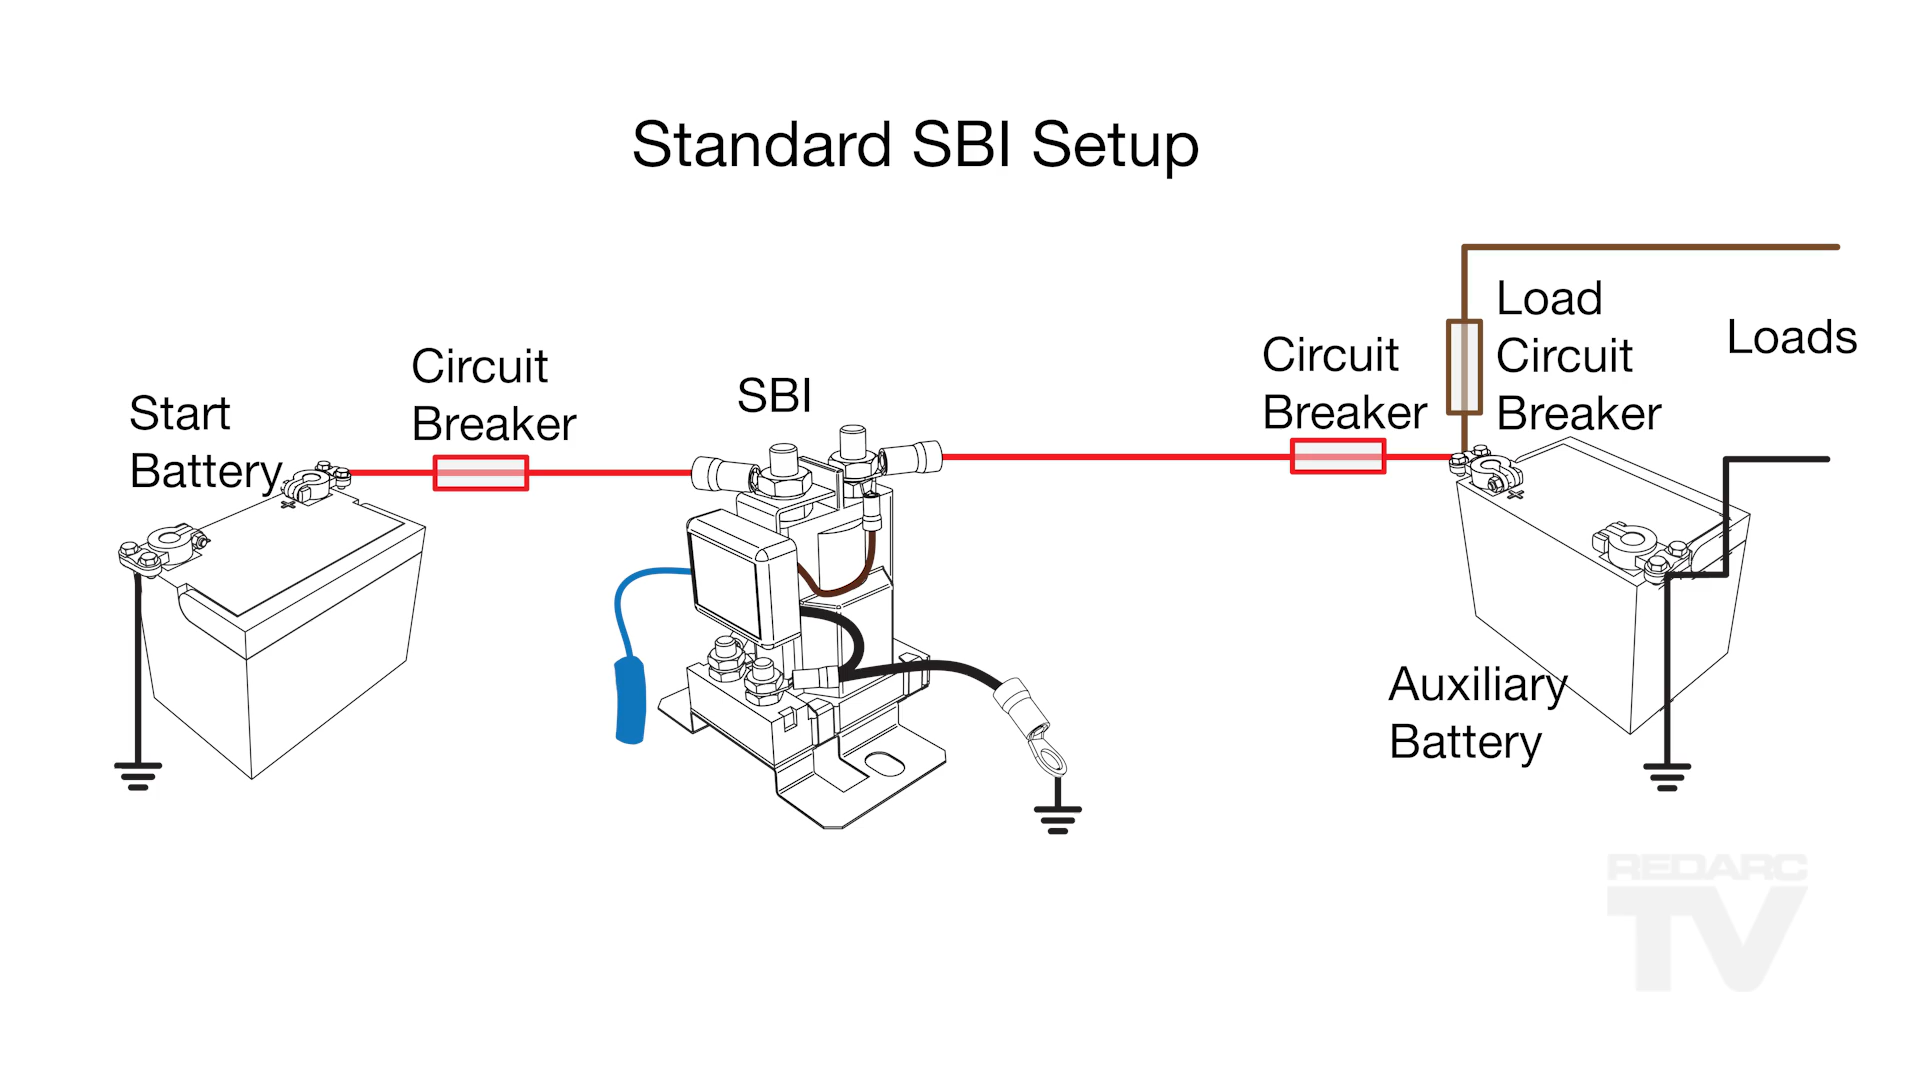 Standard SBI Setup
Start
Battery
Circuit
Breaker
SBI
Circuit
Breaker
Load
Circuit
Breaker
Loads
Auxiliary
Battery
REDARC
TV